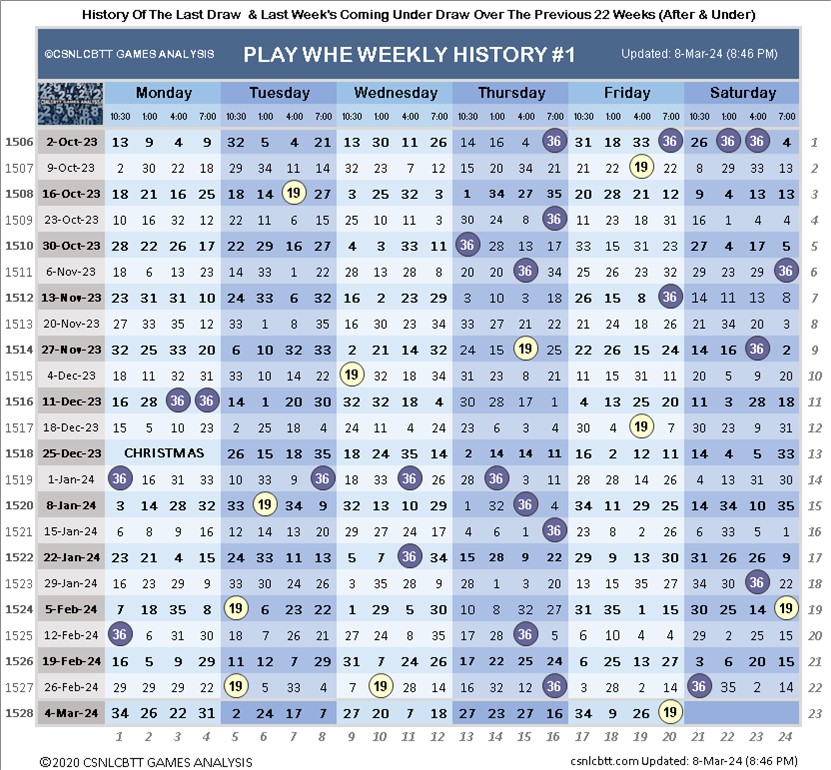 History Of The Last Draw & Last Week's Coming Under Draw Over The Previous 22 Weeks (After & Under)
©CSNLCBTT GAMES ANALYSIS PLAY WHE WEEKLY HISTORY #1 Updated: 8-Mar-24 (8:46 PM)
Monday Tuesday Wednesday Thursday Friday Saturday
CSNLCBTT GAMES ANALYSIS 10:30 1:00 4:00 7:00 10:30 1:00 4:00 7:00 10:30 1:00 4:00 7:00 10:30 1:00 4:00 7:00 10:30 1:00 4:00 7:00 10:30 1:00 4:00 7:00
1506 2-Oct-23 13 9 4 9 32 5 4 21 13 30 11 26 14 16 4 36 31 18 33 36 26 36 36 4 1
1507 9-Oct-23 2 30 22 18 29 34 11 14 32 23 7 12 15 20 34 21 21 22 19 22 8 29 33 13 2
1508 16-Oct-23 18 21 16 25 18 14 19 27 3 25 32 3 1 34 27 35 20 28 21 12 9 4 13 13 3
1509 23-Oct-23 10 16 32 12 22 11 6 15 25 10 11 3 30 24 8 36 11 23 18 31 16 1 4 4 4
1510 30-Oct-23 28 22 26 17 22 29 16 27 4 3 33 11 36 28 13 17 33 15 31 23 27 4 17 5 5
1511 6-Nov-23 18 6 13 23 14 33 1 22 28 13 6 8 15 20 36 34 25 26 23 32 29 23 29 36 6
1512 13-Nov-23 23 31 31 10 24 33 6 32 16 2 23 29 3 10 3 18 26 15 8 36 14 11 13 8 7
1513 20-Nov-23 27 33 35 12 33 1 8 35 16 30 23 34 33 27 21 22 21 24 18 26 21 34 20 3 8
1514 27-Nov-23 32 25 33 20 6 10 32 33 2 21 14 32 24 15 19 25 22 26 15 24 14 16 36 2 9
1515 4-Dec-23 18 11 32 31 33 10 14 22 19 32 18 34 31 23 8 21 11 15 31 11 20 5 9 20 10
1516 11-Dec-23 16 28 36 36 14 1 20 30 32 32 18 4 30 28 17 1 4 13 25 20 11 3 28 18 11
1517 18-Dec-23 15 5 10 23 2 25 18 4 24 11 4 24 23 6 3 4 30 4 19 7 30 23 9 31 12
1518 25-Dec-23 CHRISTMAS 26 15 18 35 18 24 35 14 2 14 14 11 16 2 12 11 14 4 5 33 13
1519 1-Jan-24 36 16 31 33 10 33 9 36 18 33 36 26 28 36 3 11 28 28 14 26 4 13 31 30 14
1520 8-Jan-24 3 14 28 32 33 19 34 9 32 13 10 29 1 32 36 4 34 11 29 25 14 34 10 35 15
1521 15-Jan-24 6 8 9 16 12 14 13 14 29 27 24 17 4 6 1 36 23 8 2 26 6 33 5 1 16
1522 22-Jan-24 23 21 4 15 24 33 11 13 5 7 36 34 15 28 9 22 29 9 13 30 31 26 26 9 17
1523 29-Jan-24 16 23 29 9 33 30 24 26 3 35 28 9 28 1 3 20 13 15 35 27 34 30 36 22 18
1524 5-Feb-24 7 18 35 8 19 6 23 22 1 29 5 30 10 8 32 27 31 35 1 15 30 25 14 19 19
1525 12-Feb-24 36 6 31 30 18 7 26 21 27 24 8 35 17 28 36 5 6 10 4 4 29 2 25 15 20
1526 19-Feb-24 16 5 9 29 11 12 7 29 31 7 24 26 17 22 25 24 6 25 13 27 3 6 20 15 21
1527 26-Feb-24 29 29 29 22 19 5 33 4 7 19 28 14 16 32 12 36 3 28 2 14 36 35 2 14 22
1528 4-Mar-24 34 26 22 31 2 24 17 7 27 20 7 18 27 23 27 16 34 9 26 19 23
1 2 3 4 5 6 7 8 9 10 11 12 13 14 15 16 17 18 19 20 21 22 23 24
©2020 CSNLCBTT GAMES ANALYSIS csnlcbtt.com Updated: 8-Mar-24 (8:46 PM)